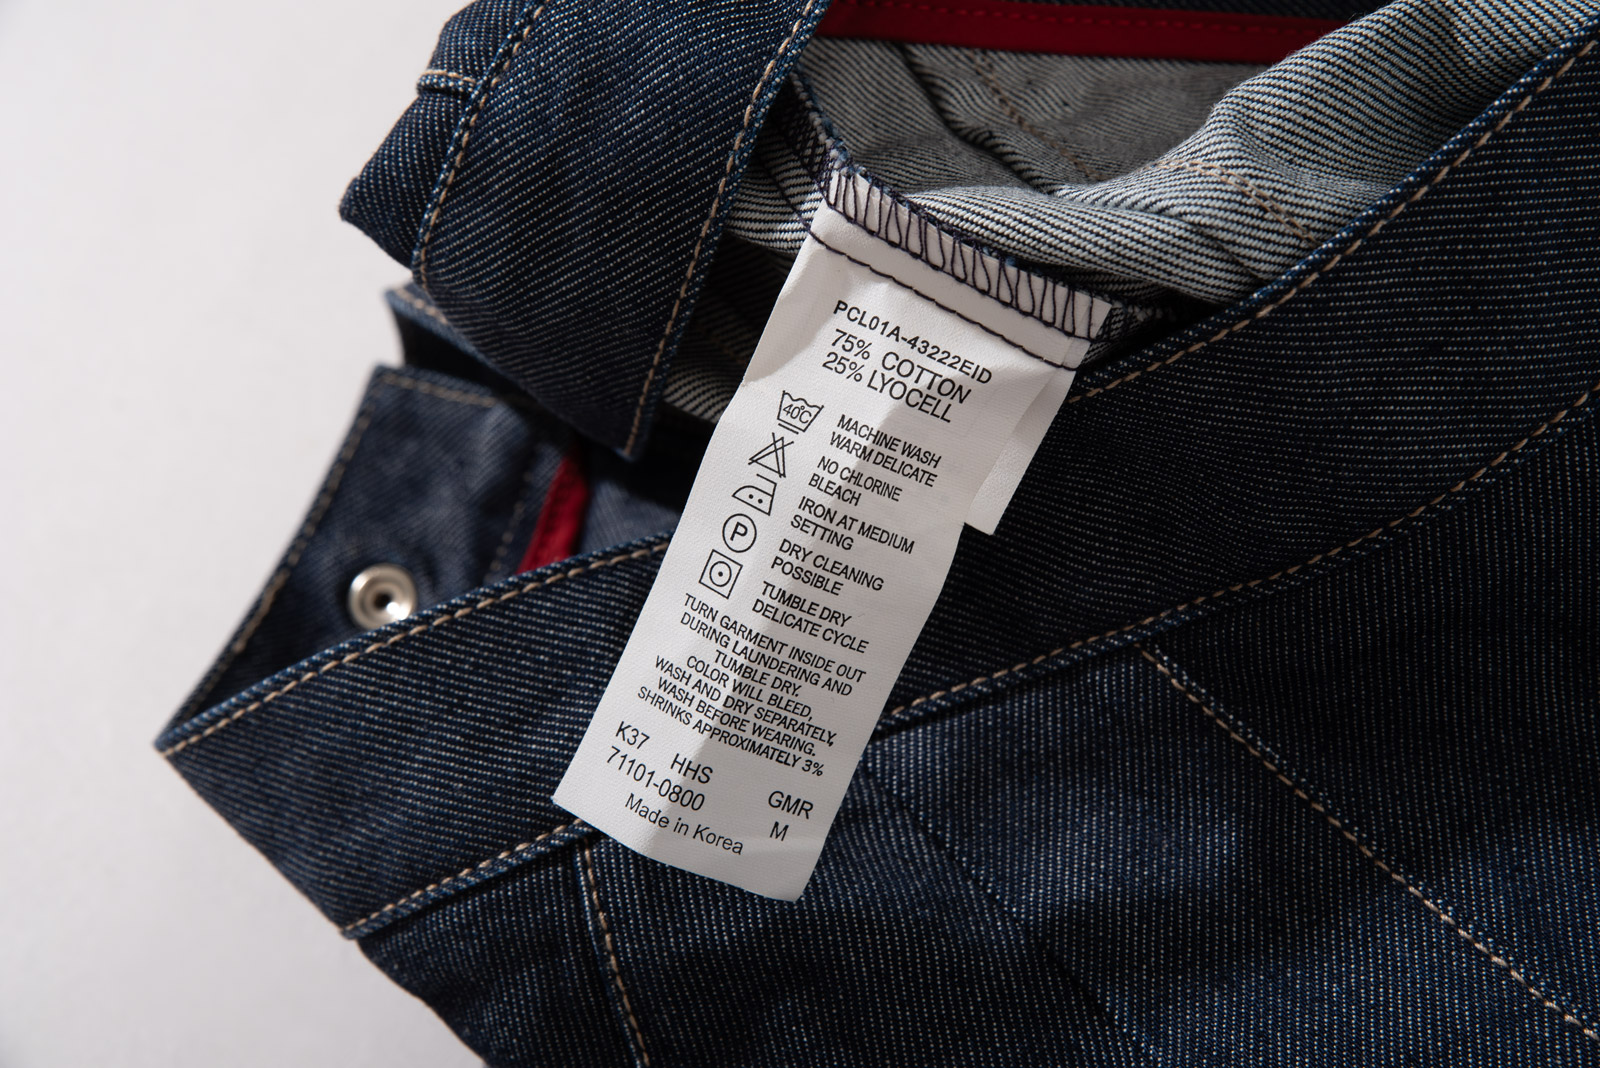 PCL01A-43222EID
75% COTTON
25% LYOCELL
40°C
MACHINE WASH
WARM DELICATE
NO CHLORINE
BLEACH
IRON AT MEDIUM
SETTING
P
DRY CLEANING
POSSIBLE
TUMBLE DRY
DELICATE CYCLE
TURN GARMENT INSIDE OUT
DURING LAUNDERING AND
TUMBLE DRY.
COLOR WILL BLEED,
WASH AND DRY SEPARATELY,
WASH BEFORE WEARING.
SHRINKS APPROXIMATELY 3%
K37 HHS GMR
71101-0800 M
Made in Korea